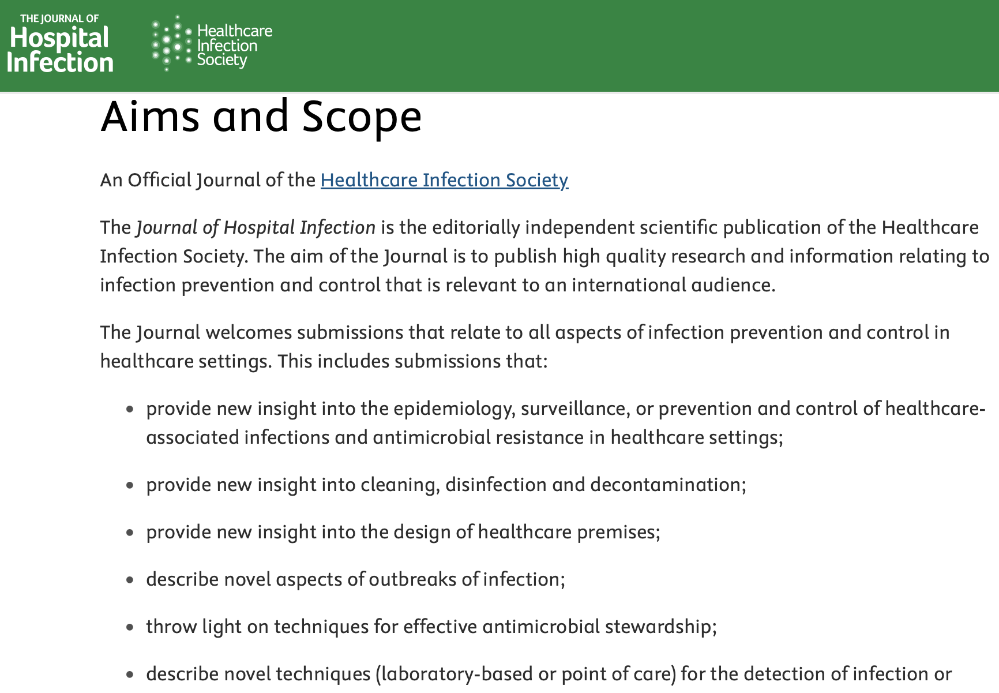 THE JOURNAL OF
Hospital
Infection
Healthcare
Infection
Society
Aims and Scope
An Official Journal of the Healthcare Infection Society
The Journal of Hospital Infection is the editorially independent scientific publication of the Healthcare
Infection Society. The aim of the Journal is to publish high quality research and information relating to
infection prevention and control that is relevant to an international audience.
The Journal welcomes submissions that relate to all aspects of infection prevention and control in
healthcare settings. This includes submissions that:
• provide new insight into the epidemiology, surveillance, or prevention and control of healthcare-
associated infections and antimicrobial resistance in healthcare settings;
• provide new insight into cleaning, disinfection and decontamination;
• provide new insight into the design of healthcare premises;
• describe novel aspects of outbreaks of infection;
• throw light on techniques for effective antimicrobial stewardship;
• describe novel techniques (laboratory-based or point of care) for the detection of infection or